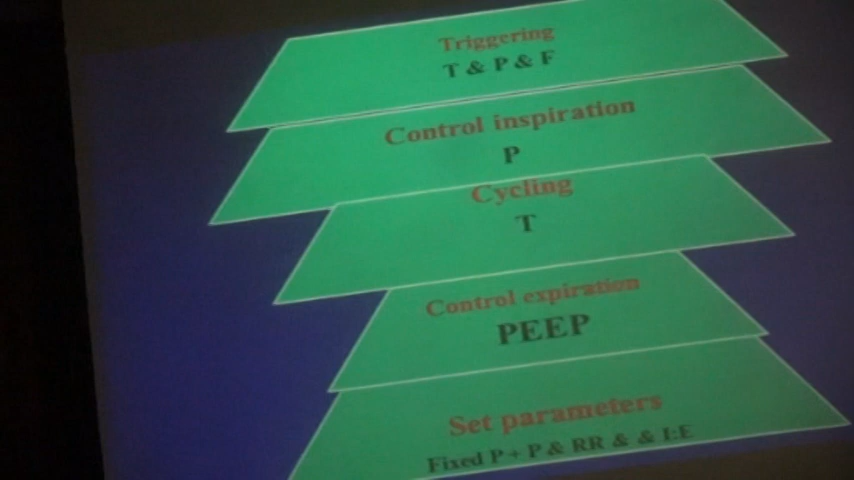 Triggering
T & P & F
Control inspiration
P
Cycling
T
Control expiration
PEEP
Set parameters
Fixed P + P & RR & & I:E